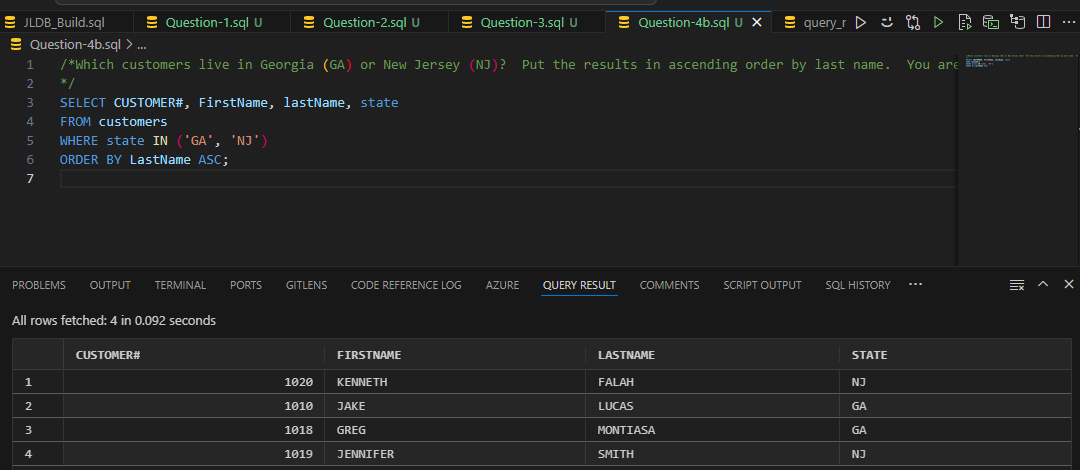 JLDB_Build.sql Question-1.sql U Question-2.sql U Question-3.sql U Question-4b.sql U query_r
Question-4b.sql > ...
1 /*Which customers live in Georgia (GA) or New Jersey (NJ)?  Put the results in ascending order by last name.  You are
2 */
3 SELECT CUSTOMER#, FirstName, lastName, state
4 FROM customers
5 WHERE state IN ('GA', 'NJ')
6 ORDER BY LastName ASC;
7
PROBLEMS OUTPUT TERMINAL PORTS GITLENS CODE REFERENCE LOG AZURE QUERY RESULT COMMENTS SCRIPT OUTPUT SQL HISTORY ...
All rows fetched: 4 in 0.092 seconds
CUSTOMER# FIRSTNAME LASTNAME STATE
1 1020 KENNETH FALAH NJ
2 1010 JAKE LUCAS GA
3 1018 GREG MONTIASA GA
4 1019 JENNIFER SMITH NJ